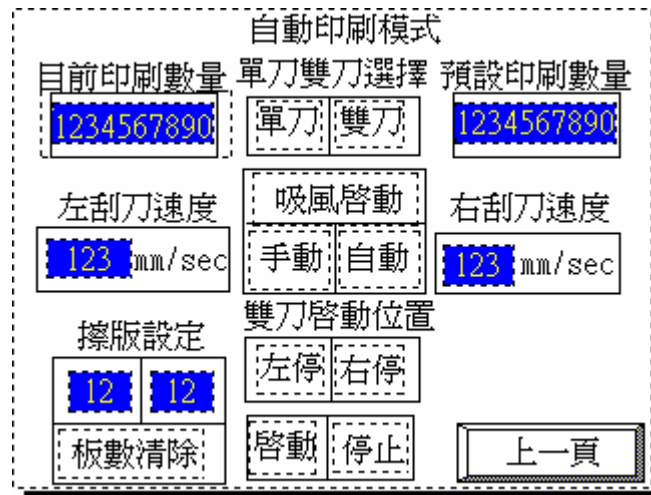 自動印刷模式
目前印刷數量 單刀雙刀選擇 預設印刷數量
1234567890 單刀 雙刀 1234567890
吸風啓動
左刮刀速度 右刮刀速度
123 mm/sec 手動 自動 123 mm/sec
雙刀啓動位置
擦版設定
左停 右停
12 12
板數清除 啓動 停止 上一頁